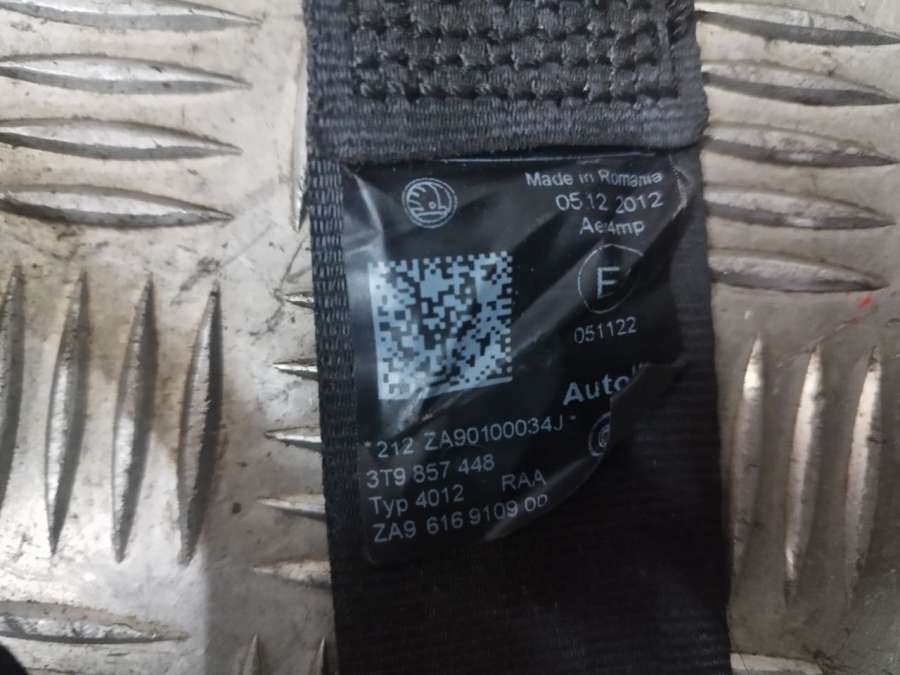 Made in Romania
05.12.2012
Ae4mp
E
051122
*212 ZA90100034J*
3T9 857 448
RAA
Typ 4012
ZA9 616 9109 00